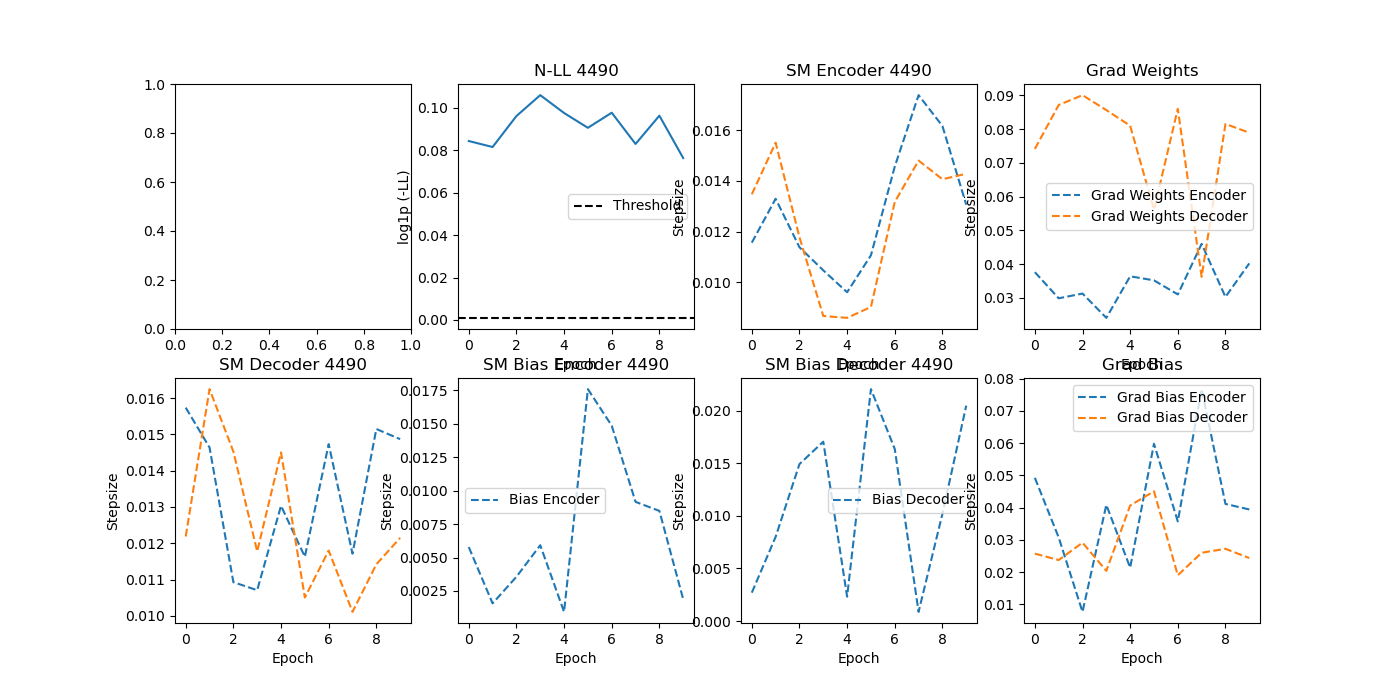 N-LL 4490
SM Encoder 4490
Grad Weights
1.0
0.8
0.6
0.4
0.2
0.0
0.0 0.2 0.4 0.6 0.8 1.0
log1p (-LL)
0.10
0.08
0.06
0.04
0.02
0.00
Threshold
0 2 4 6 8
Epoch
Stepsize
0.016
0.014
0.012
0.010
0 2 4 6 8
Epoch
Stepsize
0.09
0.08
0.07
0.06
0.05
0.04
0.03
Grad Weights Encoder
Grad Weights Decoder
0 2 4 6 8
Epoch
SM Decoder 4490
SM Bias Encoder 4490
SM Bias Decoder 4490
Grad Bias
Stepsize
0.016
0.015
0.014
0.013
0.012
0.011
0.010
0 2 4 6 8
Epoch
Stepsize
0.0175
0.0150
0.0125
0.0100
0.0075
0.0050
0.0025
Bias Encoder
0 2 4 6 8
Epoch
Stepsize
0.020
0.015
0.010
0.005
0.000
Bias Decoder
0 2 4 6 8
Epoch
Stepsize
0.08
0.07
0.06
0.05
0.04
0.03
0.02
0.01
Grad Bias Encoder
Grad Bias Decoder
0 2 4 6 8
Epoch